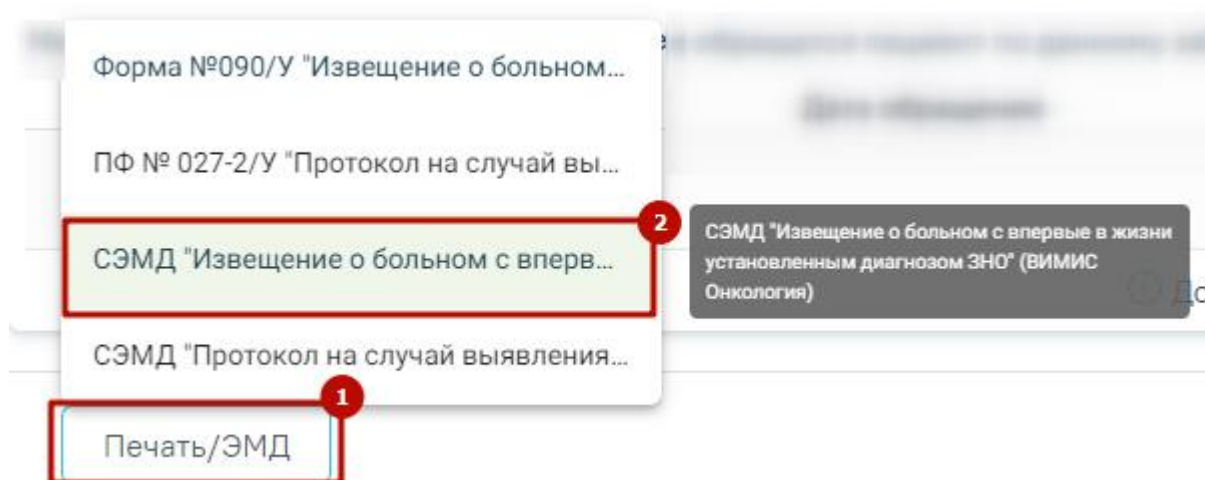 Форма №090/У "Извещение о больном...
ПФ № 027-2/У "Протокол на случай вы...
2
СЭМД "Извещение о больном с вперв...
СЭМД "Извещение о больном с впервые в жизни
установленным диагнозом ЗНО" (ВИМИС
Онкология)
СЭМД "Протокол на случай выявления...
1
Печать/ЭМД